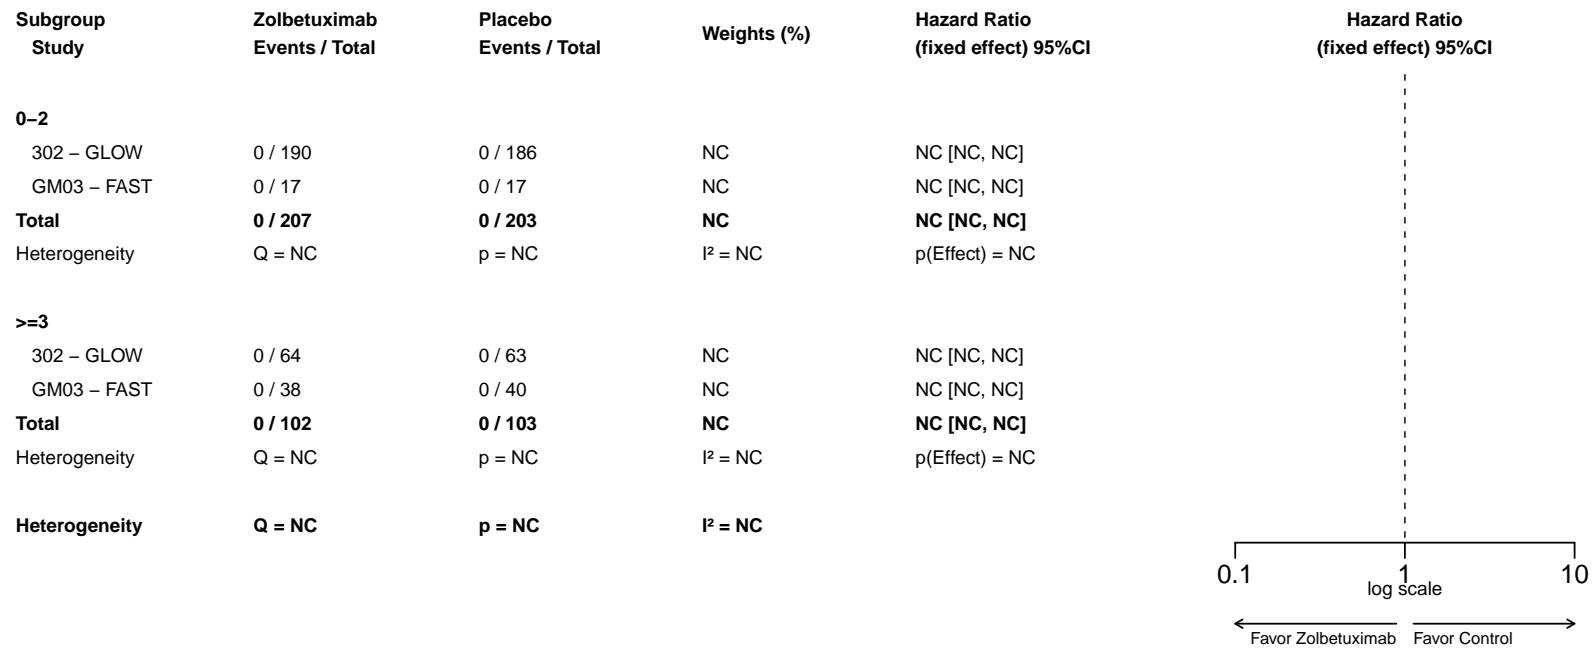 Subgroup Zolbetuximab Placebo Weights (%) Hazard Ratio Hazard Ratio
Study Events / Total Events / Total (fixed effect) 95%CI (fixed effect) 95%CI
0−2
302 − GLOW 0 / 190 0 / 186 NC NC [NC, NC]
GM03 − FAST 0 / 17 0 / 17 NC NC [NC, NC]
Total 0 / 207 0 / 203 NC NC [NC, NC]
Heterogeneity Q = NC p = NC I² = NC p(Effect) = NC
>=3
302 − GLOW 0 / 64 0 / 63 NC NC [NC, NC]
GM03 − FAST 0 / 38 0 / 40 NC NC [NC, NC]
Total 0 / 102 0 / 103 NC NC [NC, NC]
Heterogeneity Q = NC p = NC I² = NC p(Effect) = NC
Heterogeneity Q = NC p = NC I² = NC
0.1 1 10
log scale
Favor Zolbetuximab Favor Control